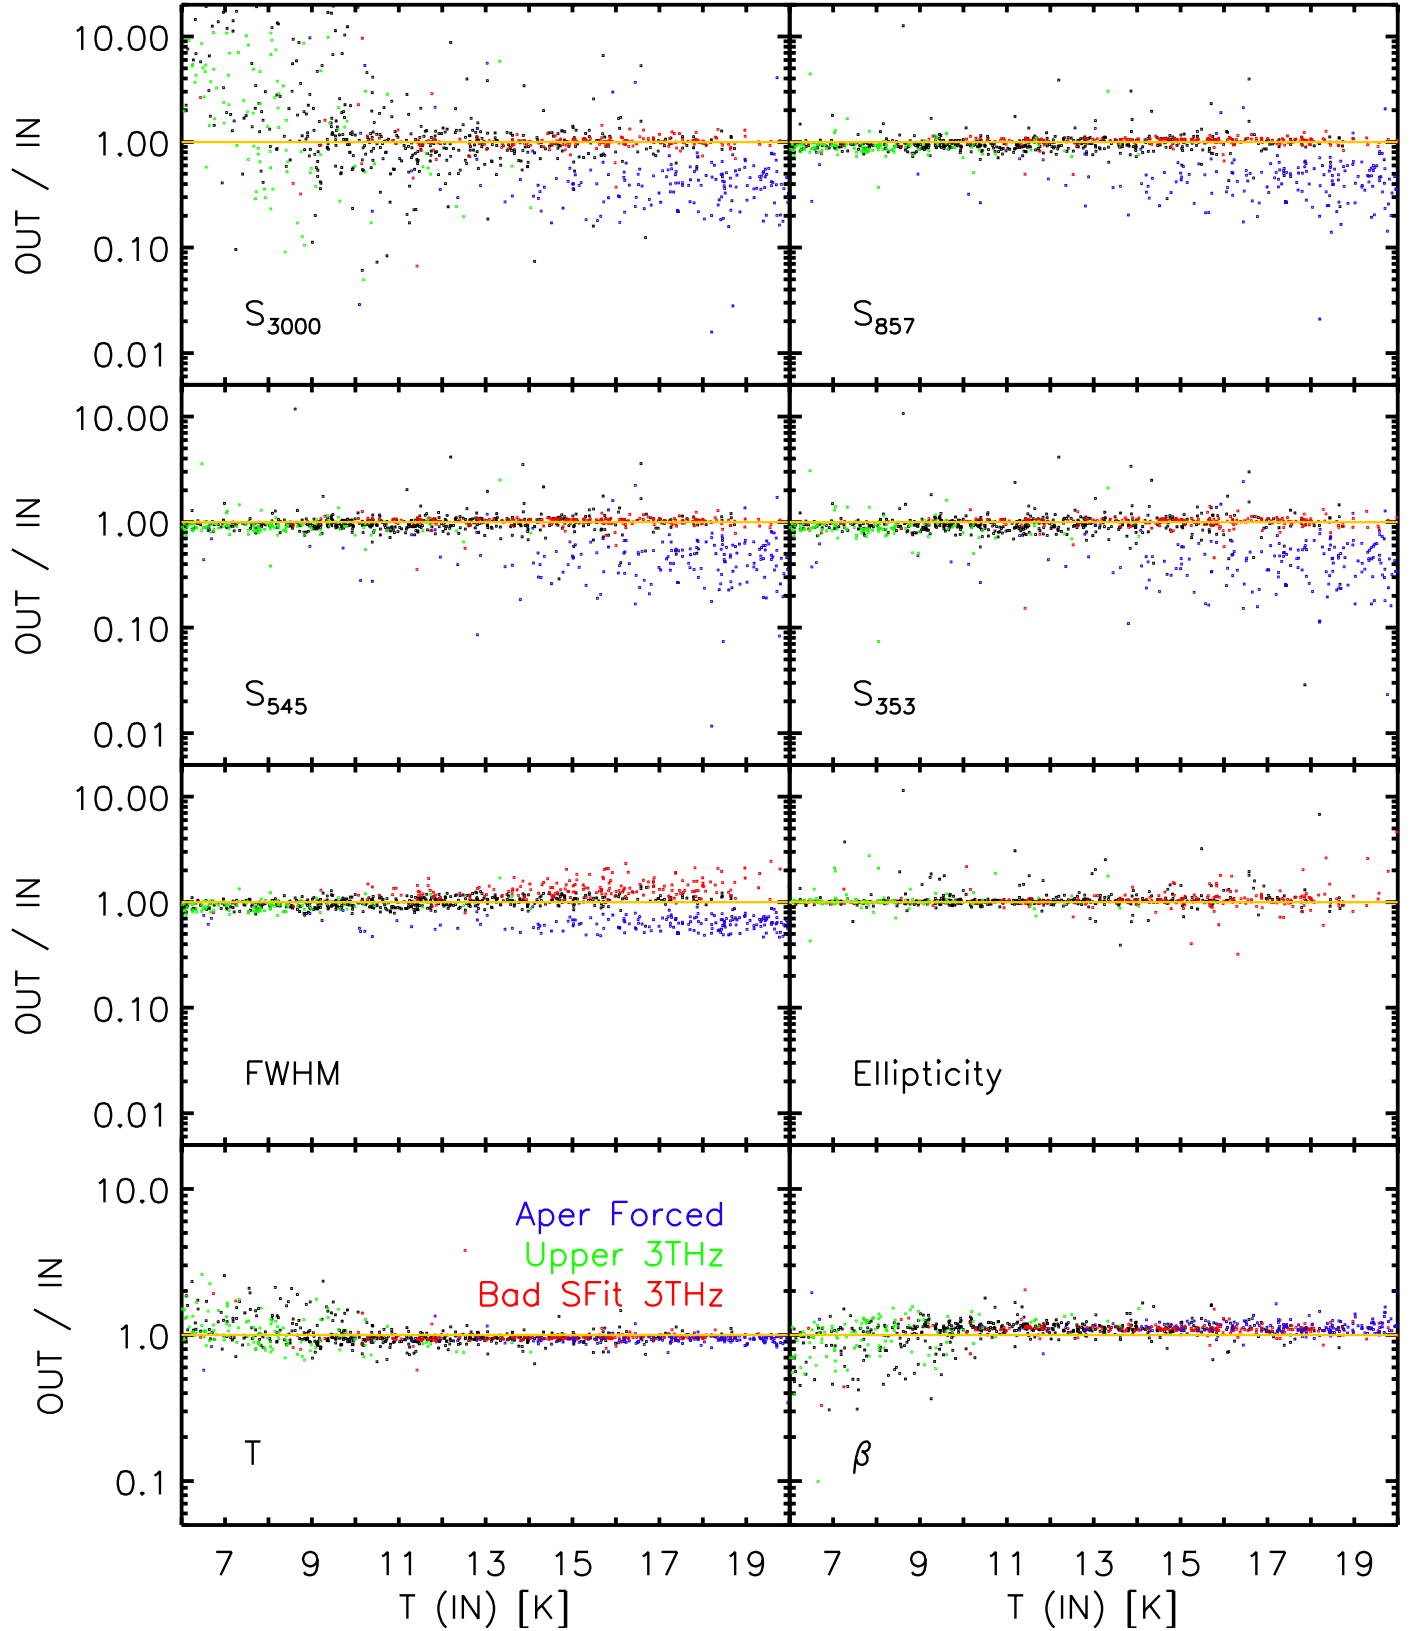 10.00
1.00
0.10
0.01
OUT / IN
S3000
S857
10.00
1.00
0.10
0.01
OUT / IN
S545
S353
10.00
1.00
0.10
0.01
OUT / IN
FWHM
Ellipticity
10.0
1.0
0.1
OUT / IN
Aper Forced
Upper 3THz
Bad SFit 3THz
T
β
7 9 11 13 15 17 19
7 9 11 13 15 17 19
T (IN) [K]
T (IN) [K]